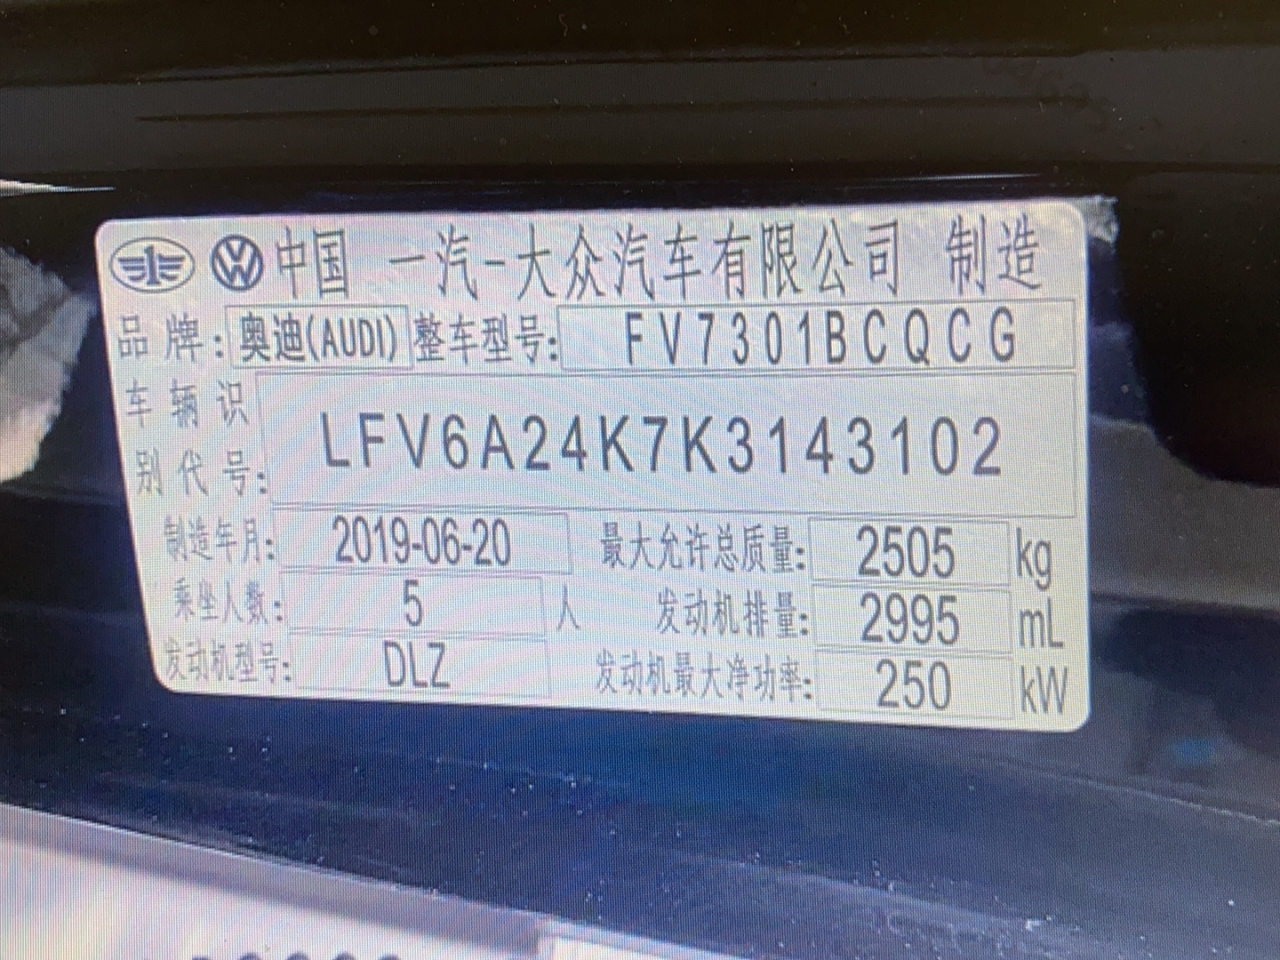 中国 一汽-大众汽车有限公司 制造
品牌: 奥迪(AUDI) 整车型号: FV7301BCQCG
车辆识别代号: LFV6A24K7K3143102
制造年月: 2019-06-20 最大允许总质量: 2505 kg
乘坐人数: 5 人 发动机排量: 2995 mL
发动机型号: DLZ 发动机最大净功率: 250 kW